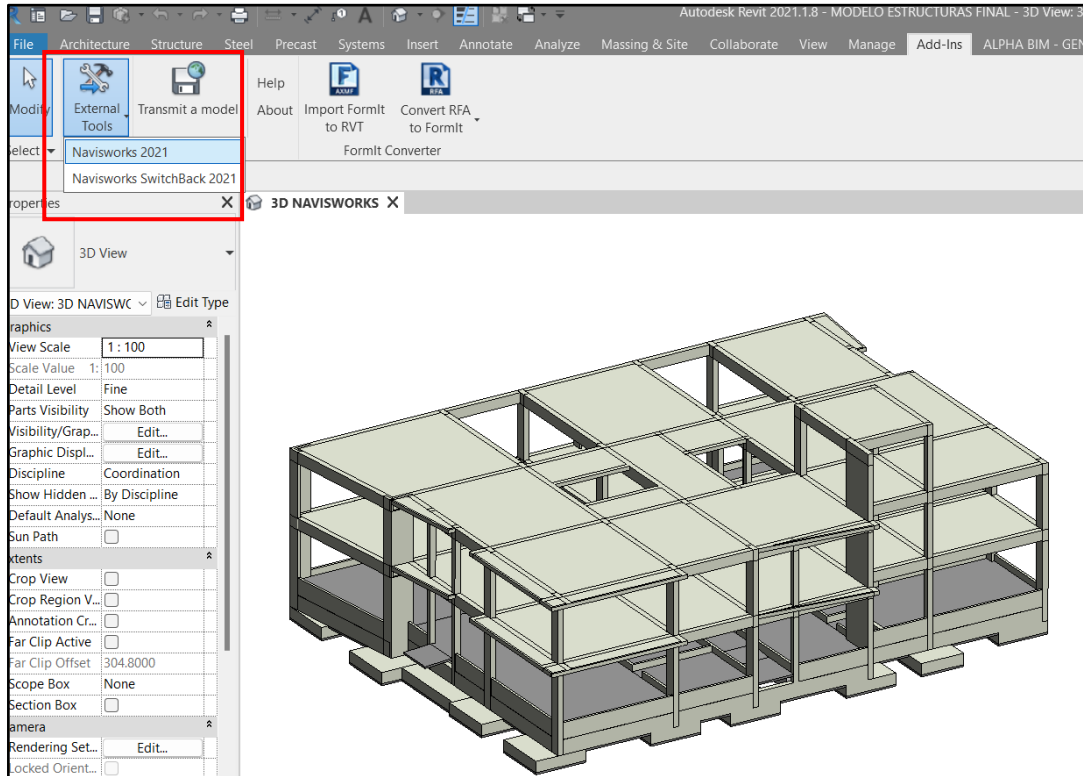 Autodesk Revit 2021.1.8 - MODELO ESTRUCTURAS FINAL - 3D View: 3
File Architecture Structure Steel Precast Systems Insert Annotate Analyze Massing & Site Collaborate View Manage Add-Ins ALPHA BIM - GEN
Modify
External Tools
Transmit a model
Help
About
Import FormIt to RVT
AXMF
F
Convert RFA to FormIt
RFA
R
elect
FormIt Converter
Navisworks 2021
Navisworks SwitchBack 2021
roperties
3D NAVISWORKS
3D View
D View: 3D NAVISWC
Edit Type
raphics
View Scale 1 : 100
Scale Value 1: 100
Detail Level Fine
Parts Visibility Show Both
Visibility/Grap... Edit...
Graphic Displ... Edit...
Discipline Coordination
Show Hidden ... By Discipline
Default Analys... None
Sun Path
xtents
Crop View
Crop Region V...
Annotation Cr...
Far Clip Active
Far Clip Offset 304.8000
Scope Box None
Section Box
amera
Rendering Set... Edit...
Locked Orient...